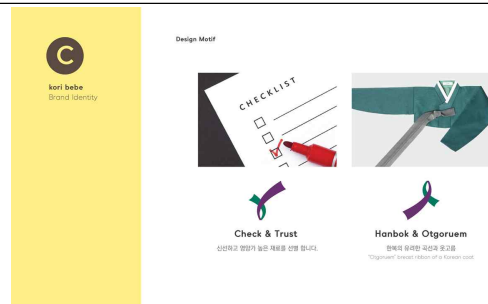 C
kori bebe
Brand Identity
Design Motif
CHECKLIST
Check & Trust
신선하고 영양가 높은 재료를 선별 합니다.
Hanbok & Otgoruem
한복의 유려한 곡선과 옷고름
"Otgoruem" breast ribbon of a Korean coat